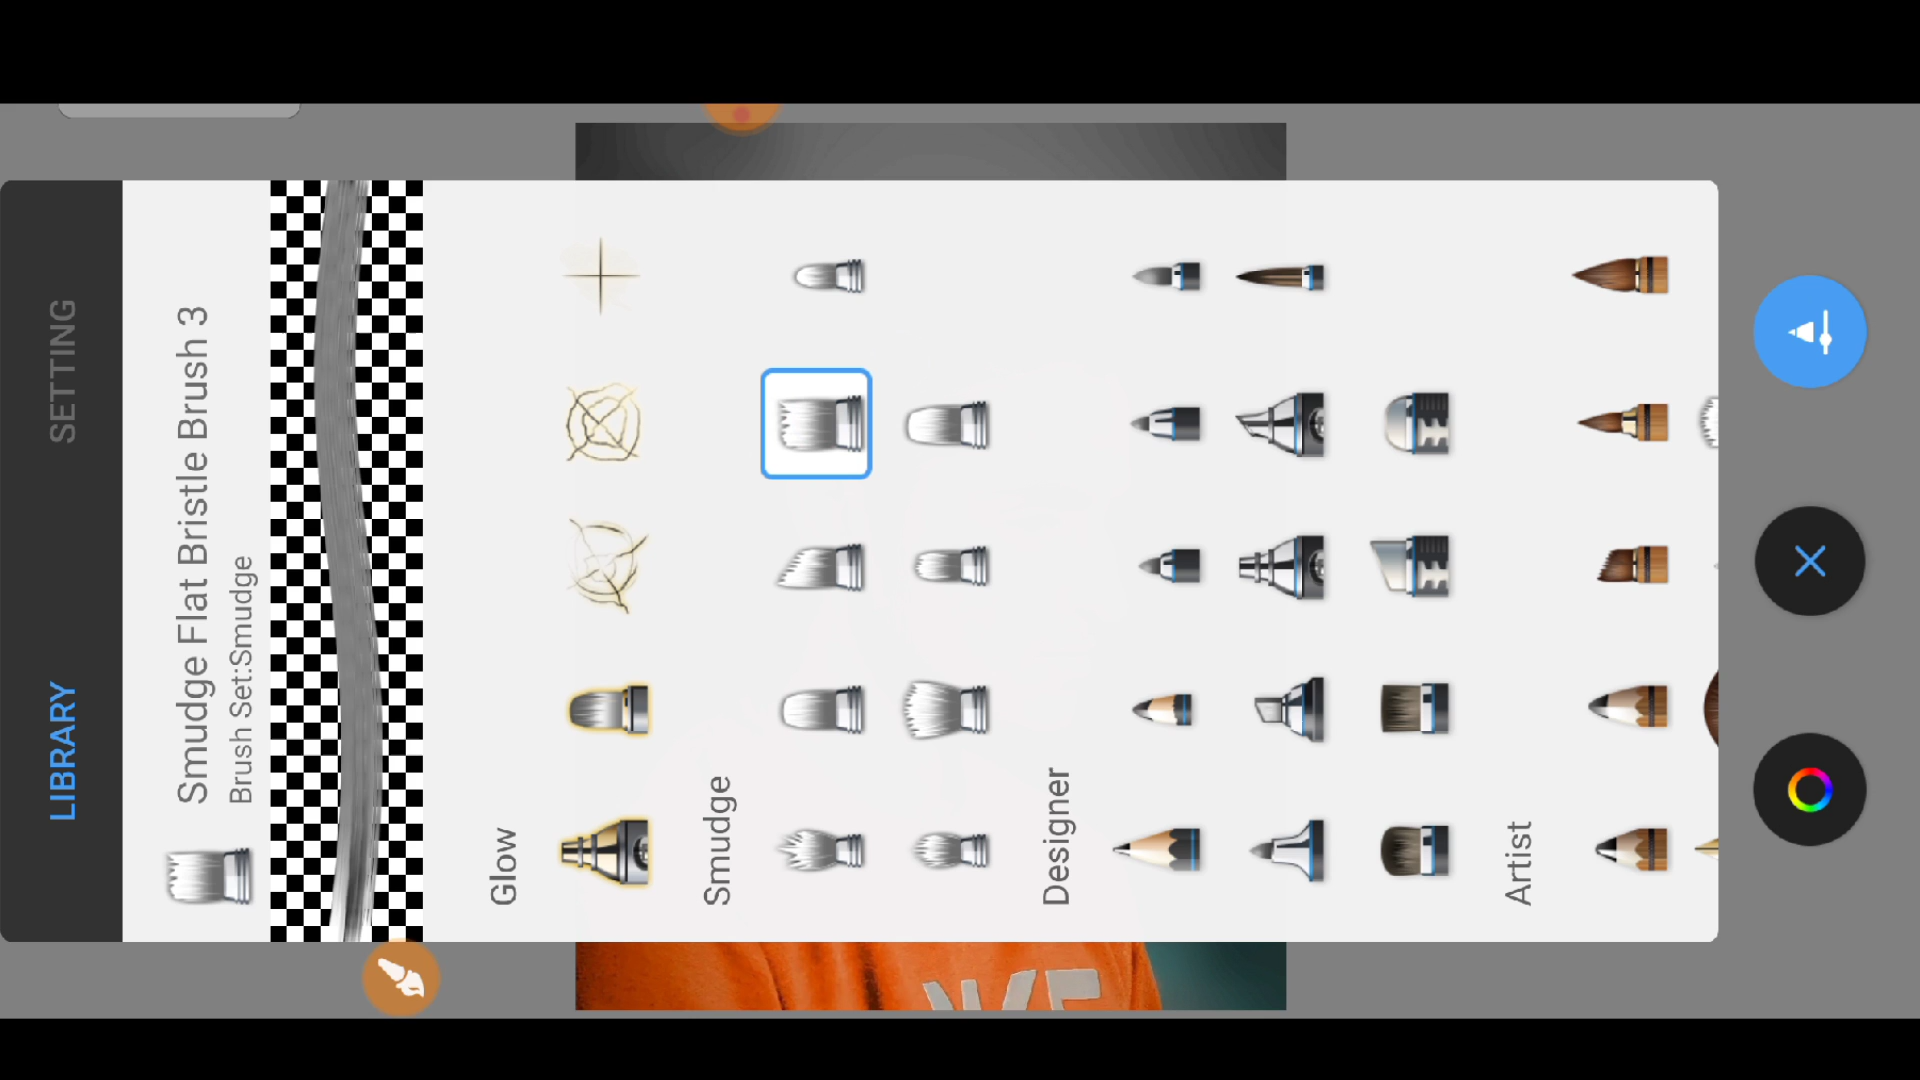 LIBRARY
SETTING
Smudge Flat Bristle Brush 3
Brush Set:Smudge
Glow
Smudge
Designer
Artist